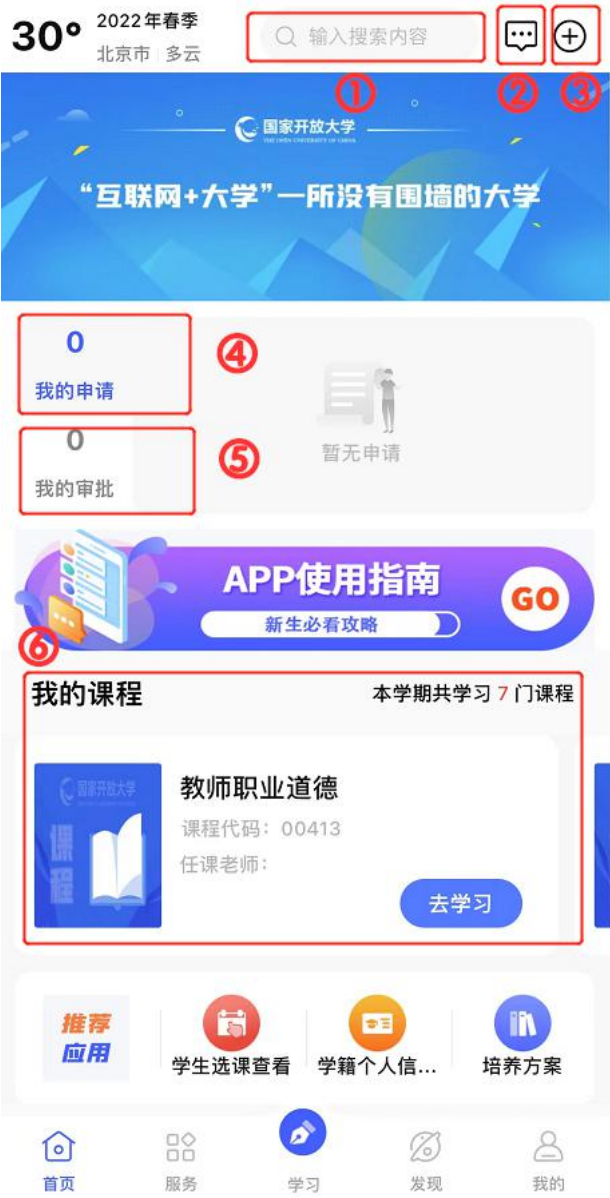 30°
2022年春季
北京市 多云
输入搜索内容
① ② ③
国家开放大学
THE OPEN UNIVERSITY OF CHINA
“互联网+大学”一所没有围墙的大学
0
④
我的申请
0
⑤
我的审批
暂无申请
APP使用指南
新生必看攻略
GO
⑥
我的课程
本学期共学习 7 门课程
国家开放大学
课程
教师职业道德
课程代码：00413
任课老师：
去学习
推荐
应用
学生选课查看
学籍个人信...
培养方案
首页
服务
学习
发现
我的